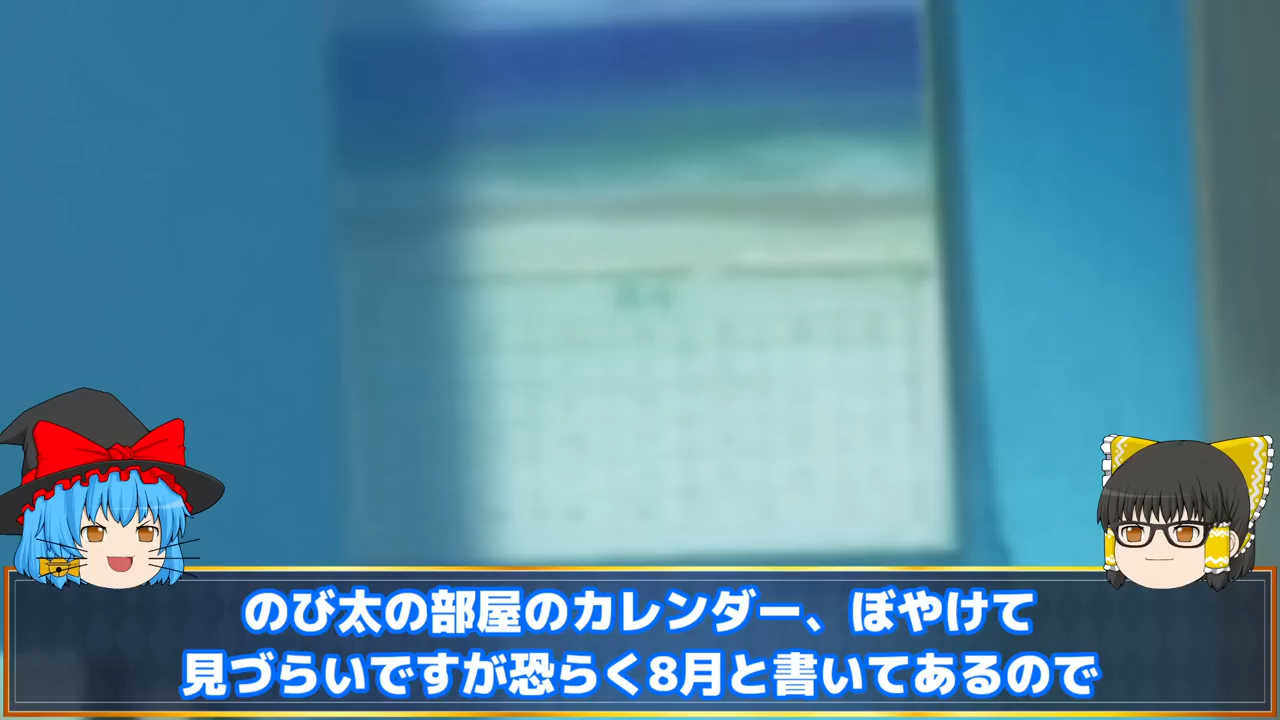 のび太の部屋のカレンダー、ぼやけて
見づらいですが恐らく8月と書いてあるので